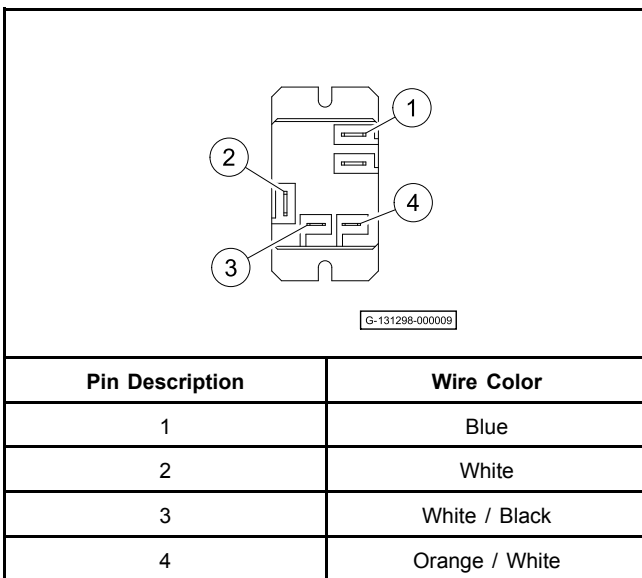 1
2
3
4
G-131298-000009
Pin Description Wire Color
1 Blue
2 White
3 White / Black
4 Orange / White